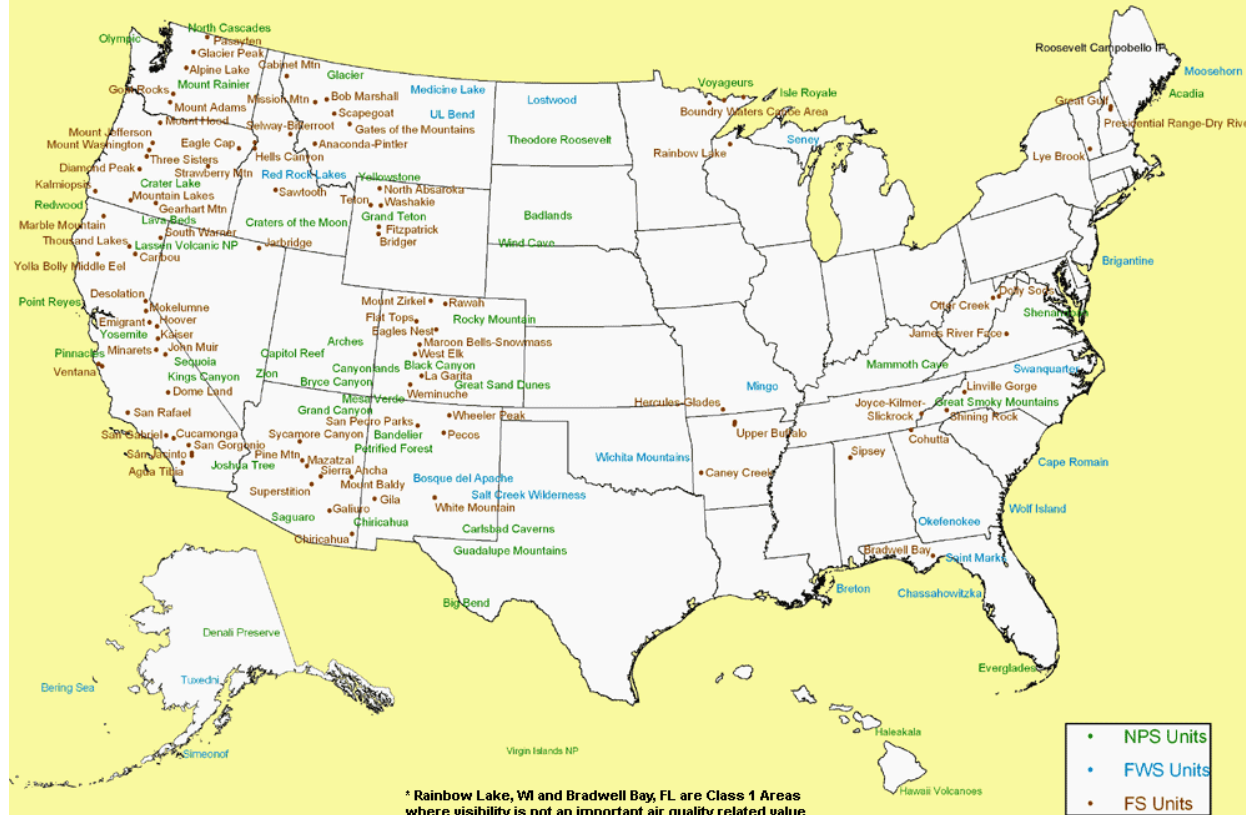 North Cascades
Olympic
Pasayten
Glacier Peak
Alpine Lake
Cabinet Mtn
Glacier
Mount Rainier
Goat Rocks
Mission Mtn
Bob Marshall
Medicine Lake
Lostwood
Mount Adams
Scapegoat
UL Bend
Mount Hood
Selway-Bitterroot
Gates of the Mountains
Mount Jefferson
Mount Washington
Eagle Cap
Anaconda-Pintler
Theodore Roosevelt
Three Sisters
Hells Canyon
Diamond Peak
Strawberry Mtn
Red Rock Lakes
Yellowstone
Kalmiopsis
Crater Lake
Sawtooth
North Absaroka
Mountain Lakes
Teton
Washakie
Redwood
Gearhart Mtn
Grand Teton
Badlands
Marble Mountain
Lava Beds
Craters of the Moon
Fitzpatrick
South Warner
Bridger
Wind Cave
Thousand Lakes
Lassen Volcanic NP
Jarbridge
Caribou
Yolla Bolly Middle Eel
Voyageurs
Isle Royale
Boundry Waters Canoe Area
Rainbow Lake
Seney
Roosevelt Campobello IP
Moosehorn
Acadia
Great Gulf
Presidential Range-Dry Rive
Lye Brook
Brigantine
Desolation
Point Reyes
Mokelumne
Emigrant
Hoover
Yosemite
Kaiser
Pinnacles
Minarets
John Muir
Ventana
Sequoia
Kings Canyon
Dome Land
San Rafael
San Gabriel
Cucamonga
San Gorgonio
San Jacinto
Agua Tibia
Joshua Tree
Mount Zirkel
Rawah
Flat Tops
Rocky Mountain
Eagles Nest
Arches
Maroon Bells-Snowmass
Capitol Reef
West Elk
Canyonlands
Black Canyon
Zion
La Garita
Bryce Canyon
Great Sand Dunes
Weminuche
Mesa Verde
Grand Canyon
Wheeler Peak
San Pedro Parks
Sycamore Canyon
Bandelier
Pecos
Pine Mtn
Petrified Forest
Mazatzal
Sierra Ancha
Bosque del Apache
Superstition
Mount Baldy
Salt Creek Wilderness
Gila
White Mountain
Galiuro
Saguaro
Chiricahua
Carlsbad Caverns
Chiricahua
Guadalupe Mountains
Big Bend
Dolly Sods
Otter Creek
Shenandoah
James River Face
Mammoth Cave
Mingo
Swanquarter
Hercules-Glades
Linville Gorge
Joyce-Kilmer-
Slickrock
Great Smoky Mountains
Shining Rock
Upper Buffalo
Cohutta
Wichita Mountains
Sipsey
Cape Romain
Caney Creek
Wolf Island
Okefenokee
Bradwell Bay
Saint Marks
Breton
Chassahowitzka
Everglades
Denali Preserve
Bering Sea
Tuxedni
Simeonof
Virgin Islands NP
Haleakala
Hawaii Volcanoes
NPS Units
FWS Units
FS Units
* Rainbow Lake, WI and Bradwell Bay, FL are Class 1 Areas
where visibility is not an important air quality related value